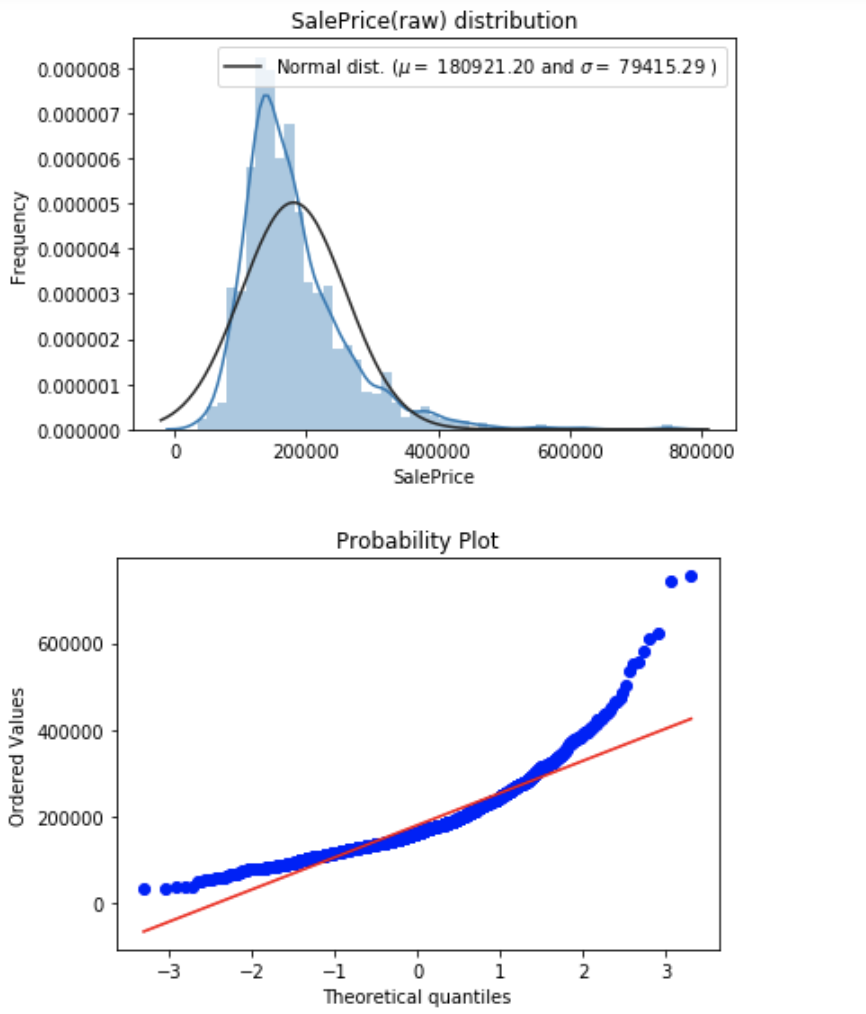 SalePrice(raw) distribution
Normal dist. (μ = 180921.20 and σ = 79415.29 )
0.000008
0.000007
0.000006
0.000005
0.000004
0.000003
0.000002
0.000001
0.000000
Frequency
0 200000 400000 600000 800000
SalePrice
Probability Plot
600000
400000
200000
0
Ordered Values
−3 −2 −1 0 1 2 3
Theoretical quantiles